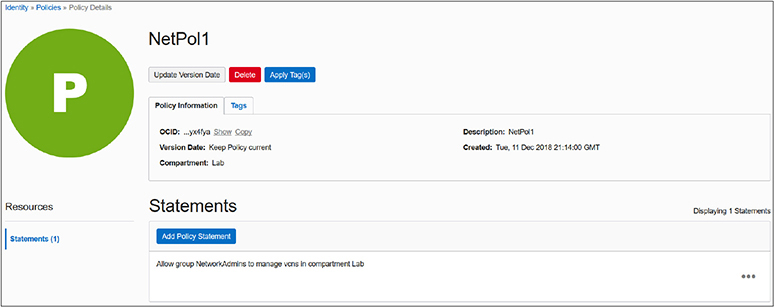 Identity » Policies » Policy Details
P
NetPol1
Update Version Date Delete Apply Tag(s)
Policy Information Tags
OCID: ...yx4fya Show Copy Description: NetPol1
Version Date: Keep Policy current Created: Tue, 11 Dec 2018 21:14:00 GMT
Compartment: Lab
Resources
Statements (1)
Statements Displaying 1 Statements
Add Policy Statement
Allow group NetworkAdmins to manage vcns in compartment Lab